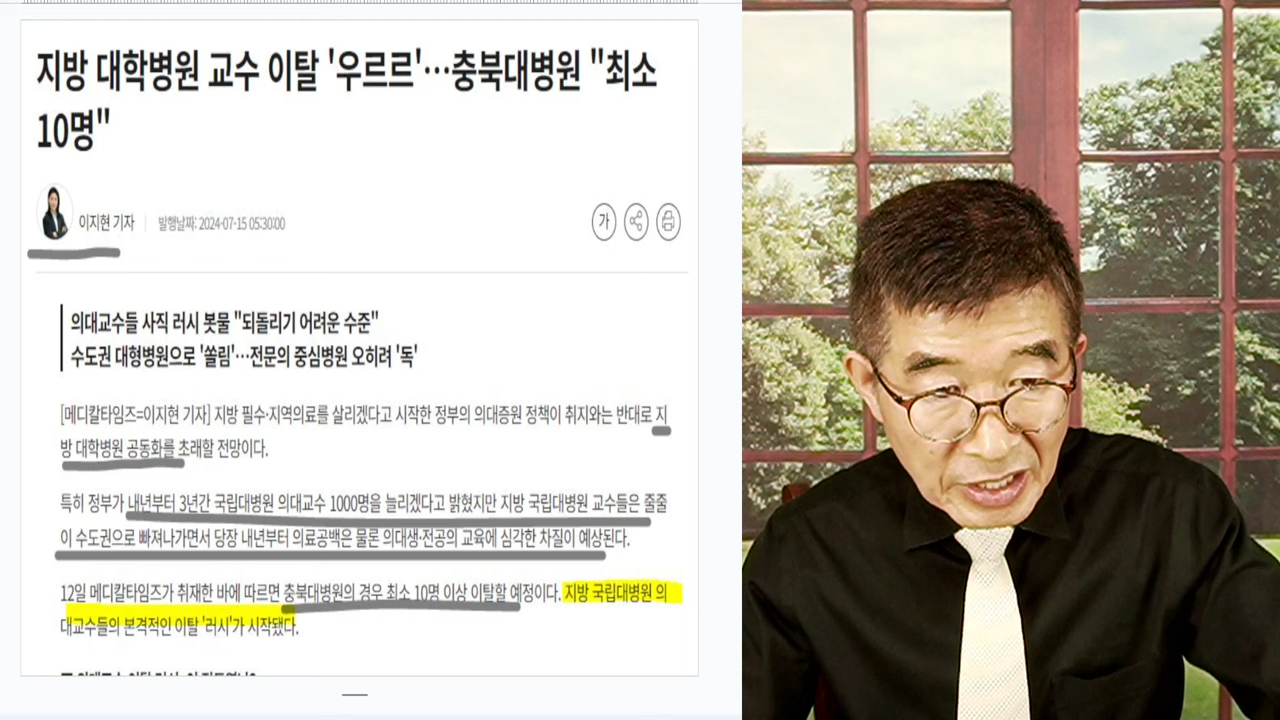 지방 대학병원 교수 이탈 '우르르'…충북대병원 "최소
10명"
이지현 기자
발행날짜: 2024-07-15 05:30:00
가
의대교수들 사직 러시 봇물 "되돌리기 어려운 수준"
수도권 대형병원으로 '쏠림'…전문의 중심병원 오히려 '독'
[메디칼타임즈=이지현 기자] 지방 필수·지역의료를 살리겠다고 시작한 정부의 의대증원 정책이 취지와는 반대로 지
방 대학병원 공동화를 초래할 전망이다.
특히 정부가 내년부터 3년간 국립대병원 의대교수 1000명을 늘리겠다고 밝혔지만 지방 국립대병원 교수들은 줄줄
이 수도권으로 빠져나가면서 당장 내년부터 의료공백은 물론 의대생·전공의 교육에 심각한 차질이 예상된다.
12일 메디칼타임즈가 취재한 바에 따르면 충북대병원의 경우 최소 10명 이상 이탈할 예정이다. 지방 국립대병원 의
대교수들의 본격적인 이탈 '러시'가 시작됐다.